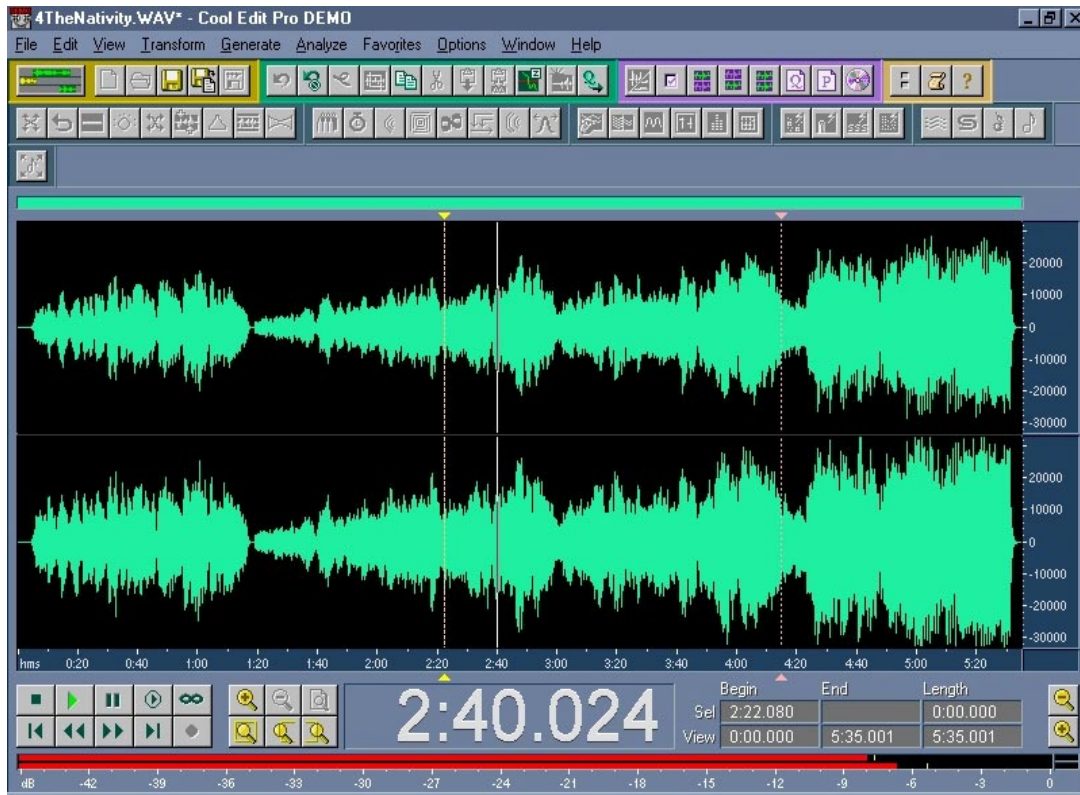 4TheNativity.WAV* - Cool Edit Pro DEMO
File Edit View Transform Generate Analyze Favorites Options Window Help
Q P F ?
20000
10000
0
-10000
-20000
-30000
20000
10000
0
-10000
-20000
-30000
hms 0:20 0:40 1:00 1:20 1:40 2:00 2:20 2:40 3:00 3:20 3:40 4:00 4:20 4:40 5:00 5:20
2:40.024
Begin End Length
Sel 2:22.080 0:00.000
View 0:00.000 5:35.001 5:35.001
dB -42 -39 -36 -33 -30 -27 -24 -21 -18 -15 -12 -9 -6 -3 0